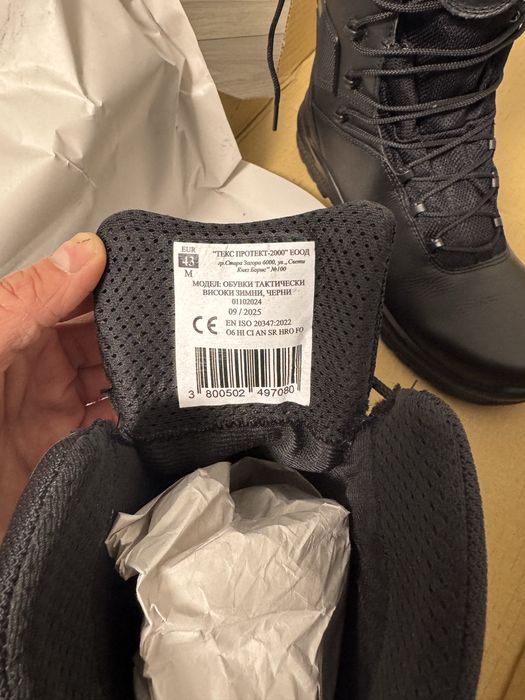 EUR
43
M
"ТЕКС ПРОТЕКТ-2000" ЕООД
гр.Стара Загора 6000, ул., Свети
Княз Борис" №100
МОДЕЛ: ОБУВКИ ТАКТИЧЕСКИ
ВИСОКИ ЗИМНИ, ЧЕРНИ
01102024
09 / 2025
CE EN ISO 20347:2022
O6 HI CI AN SR HRO FO
3 800502 497080